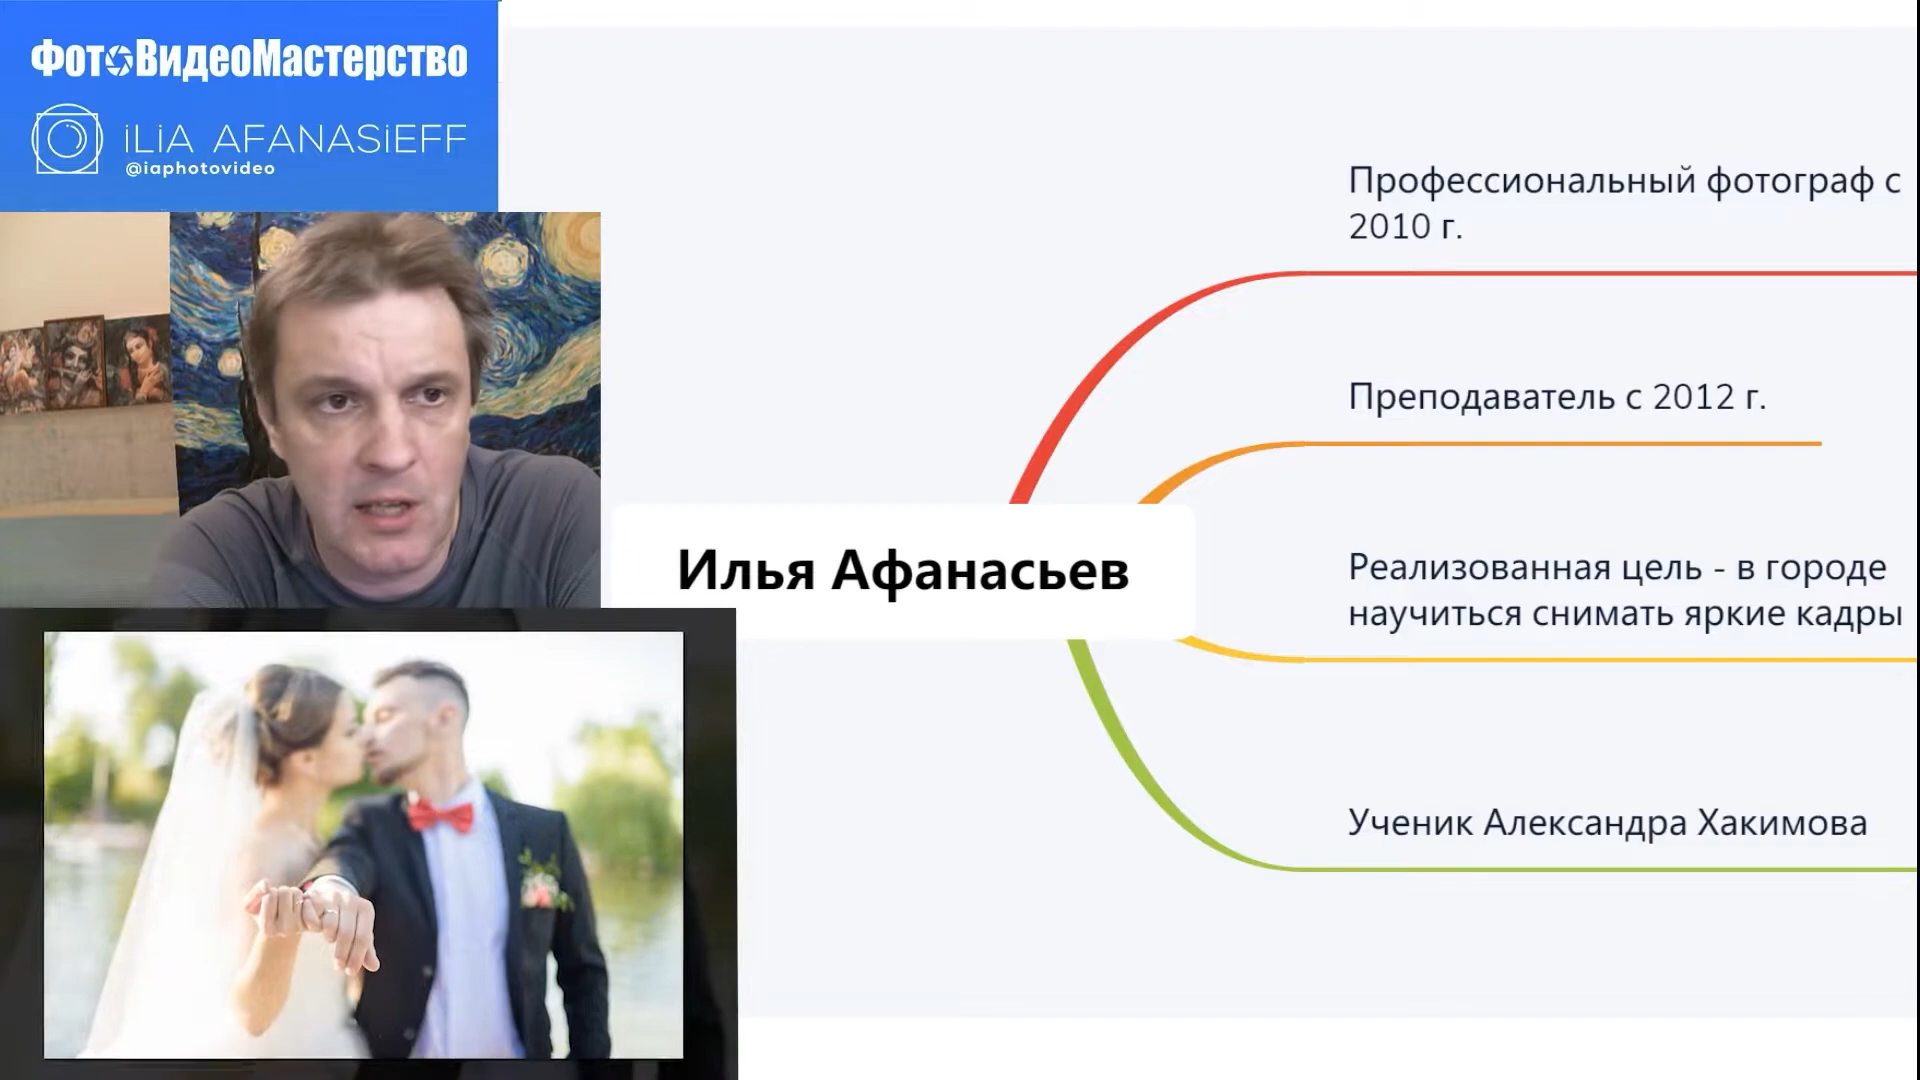 ФотоВидеоМастерство
iLiA AFANASiEFF
@iaphotovideo
Профессиональный фотограф с
2010 г.
Преподаватель с 2012 г.
Илья Афанасьев
Реализованная цель - в городе
научиться снимать яркие кадры
Ученик Александра Хакимова